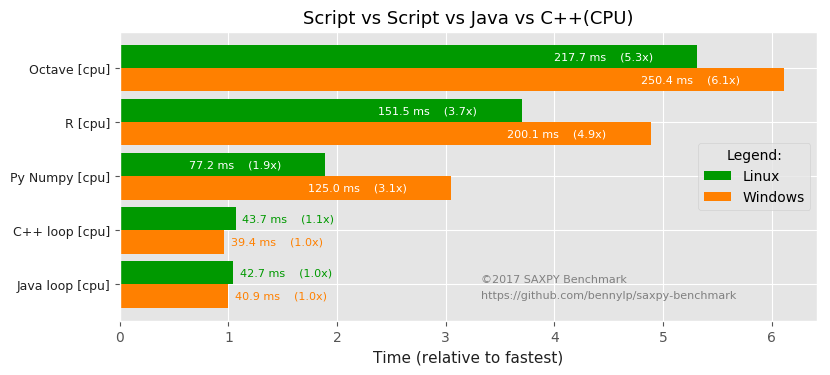 Script vs Script vs Java vs C++(CPU)
Octave [cpu]
217.7 ms (5.3x)
250.4 ms (6.1x)
R [cpu]
151.5 ms (3.7x)
200.1 ms (4.9x)
Legend:
Linux
Windows
Py Numpy [cpu]
77.2 ms (1.9x)
125.0 ms (3.1x)
C++ loop [cpu]
43.7 ms (1.1x)
39.4 ms (1.0x)
Java loop [cpu]
42.7 ms (1.0x)
40.9 ms (1.0x)
©2017 SAXPY Benchmark
https://github.com/bennylp/saxpy-benchmark
0 1 2 3 4 5 6
Time (relative to fastest)